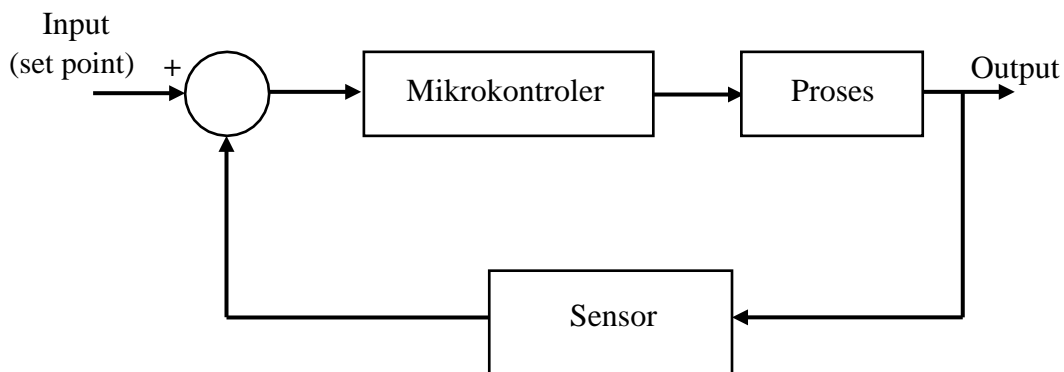 Input
(set point)
+
Mikrokontroler
Proses
Output
Sensor